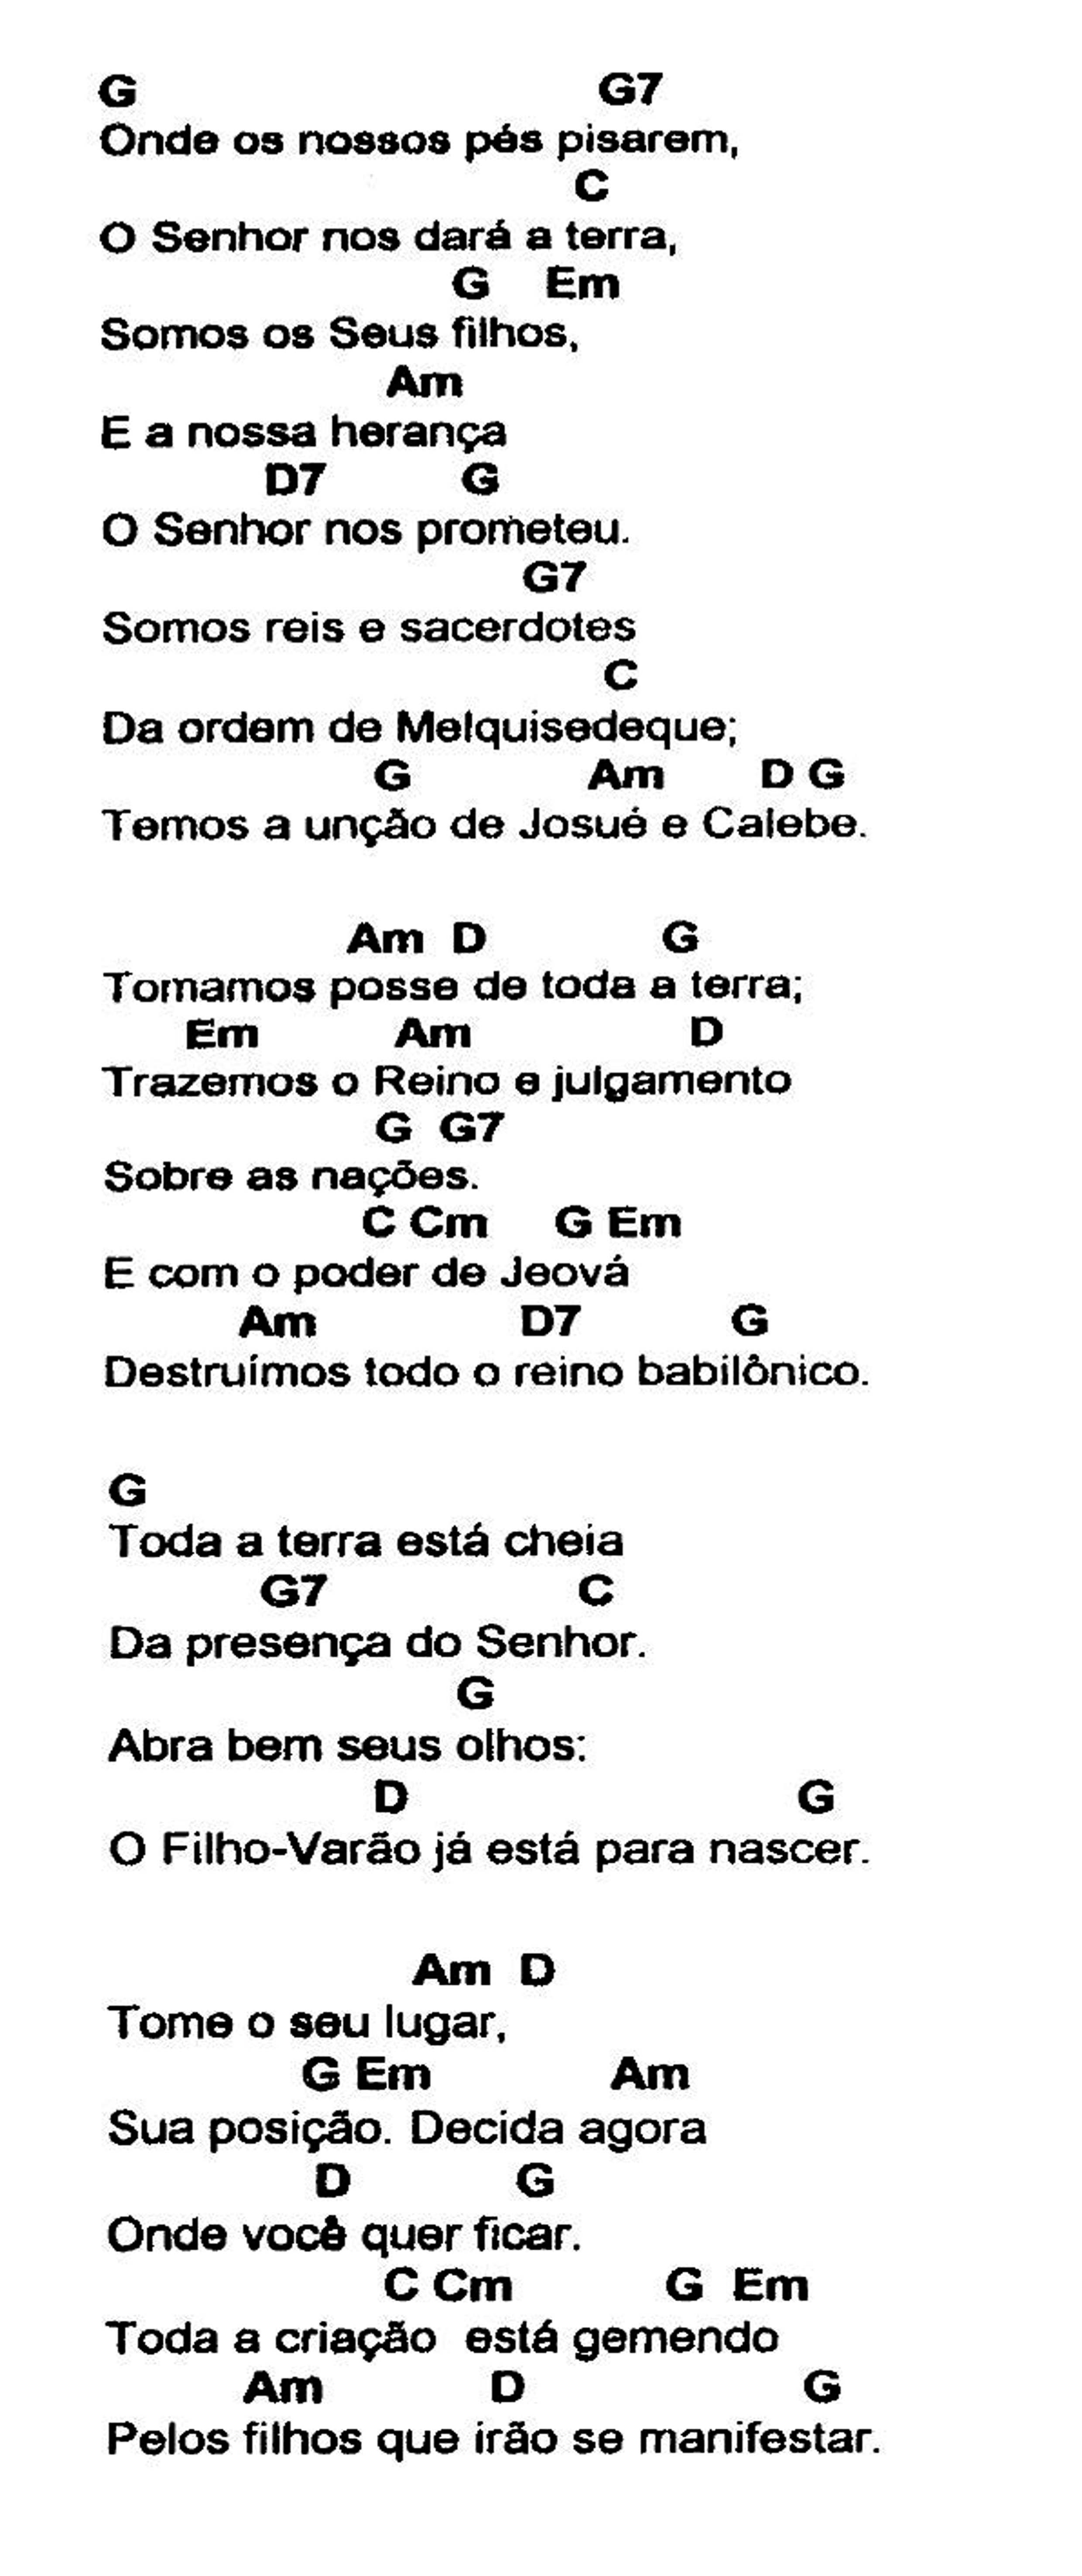 G G7
Onde os nossos pés pisarem,
C
O Senhor nos dará a terra,
G Em
Somos os Seus filhos,
Am
E a nossa herança
D7 G
O Senhor nos prometeu.
G7
Somos reis e sacerdotes
C
Da ordem de Melquisedeque;
G Am D G
Temos a unção de Josué e Calebe.
Am D G
Tomamos posse de toda a terra;
Em Am D
Trazemos o Reino e julgamento
G G7
Sobre as nações.
C Cm G Em
E com o poder de Jeová
Am D7 G
Destruímos todo o reino babilônico.
G
Toda a terra está cheia
G7 C
Da presença do Senhor.
G
Abra bem seus olhos:
D G
O Filho-Varão já está para nascer.
Am D
Tome o seu lugar,
G Em Am
Sua posição. Decida agora
D G
Onde você quer ficar.
C Cm G Em
Toda a criação está gemendo
Am D G
Pelos filhos que irão se manifestar.